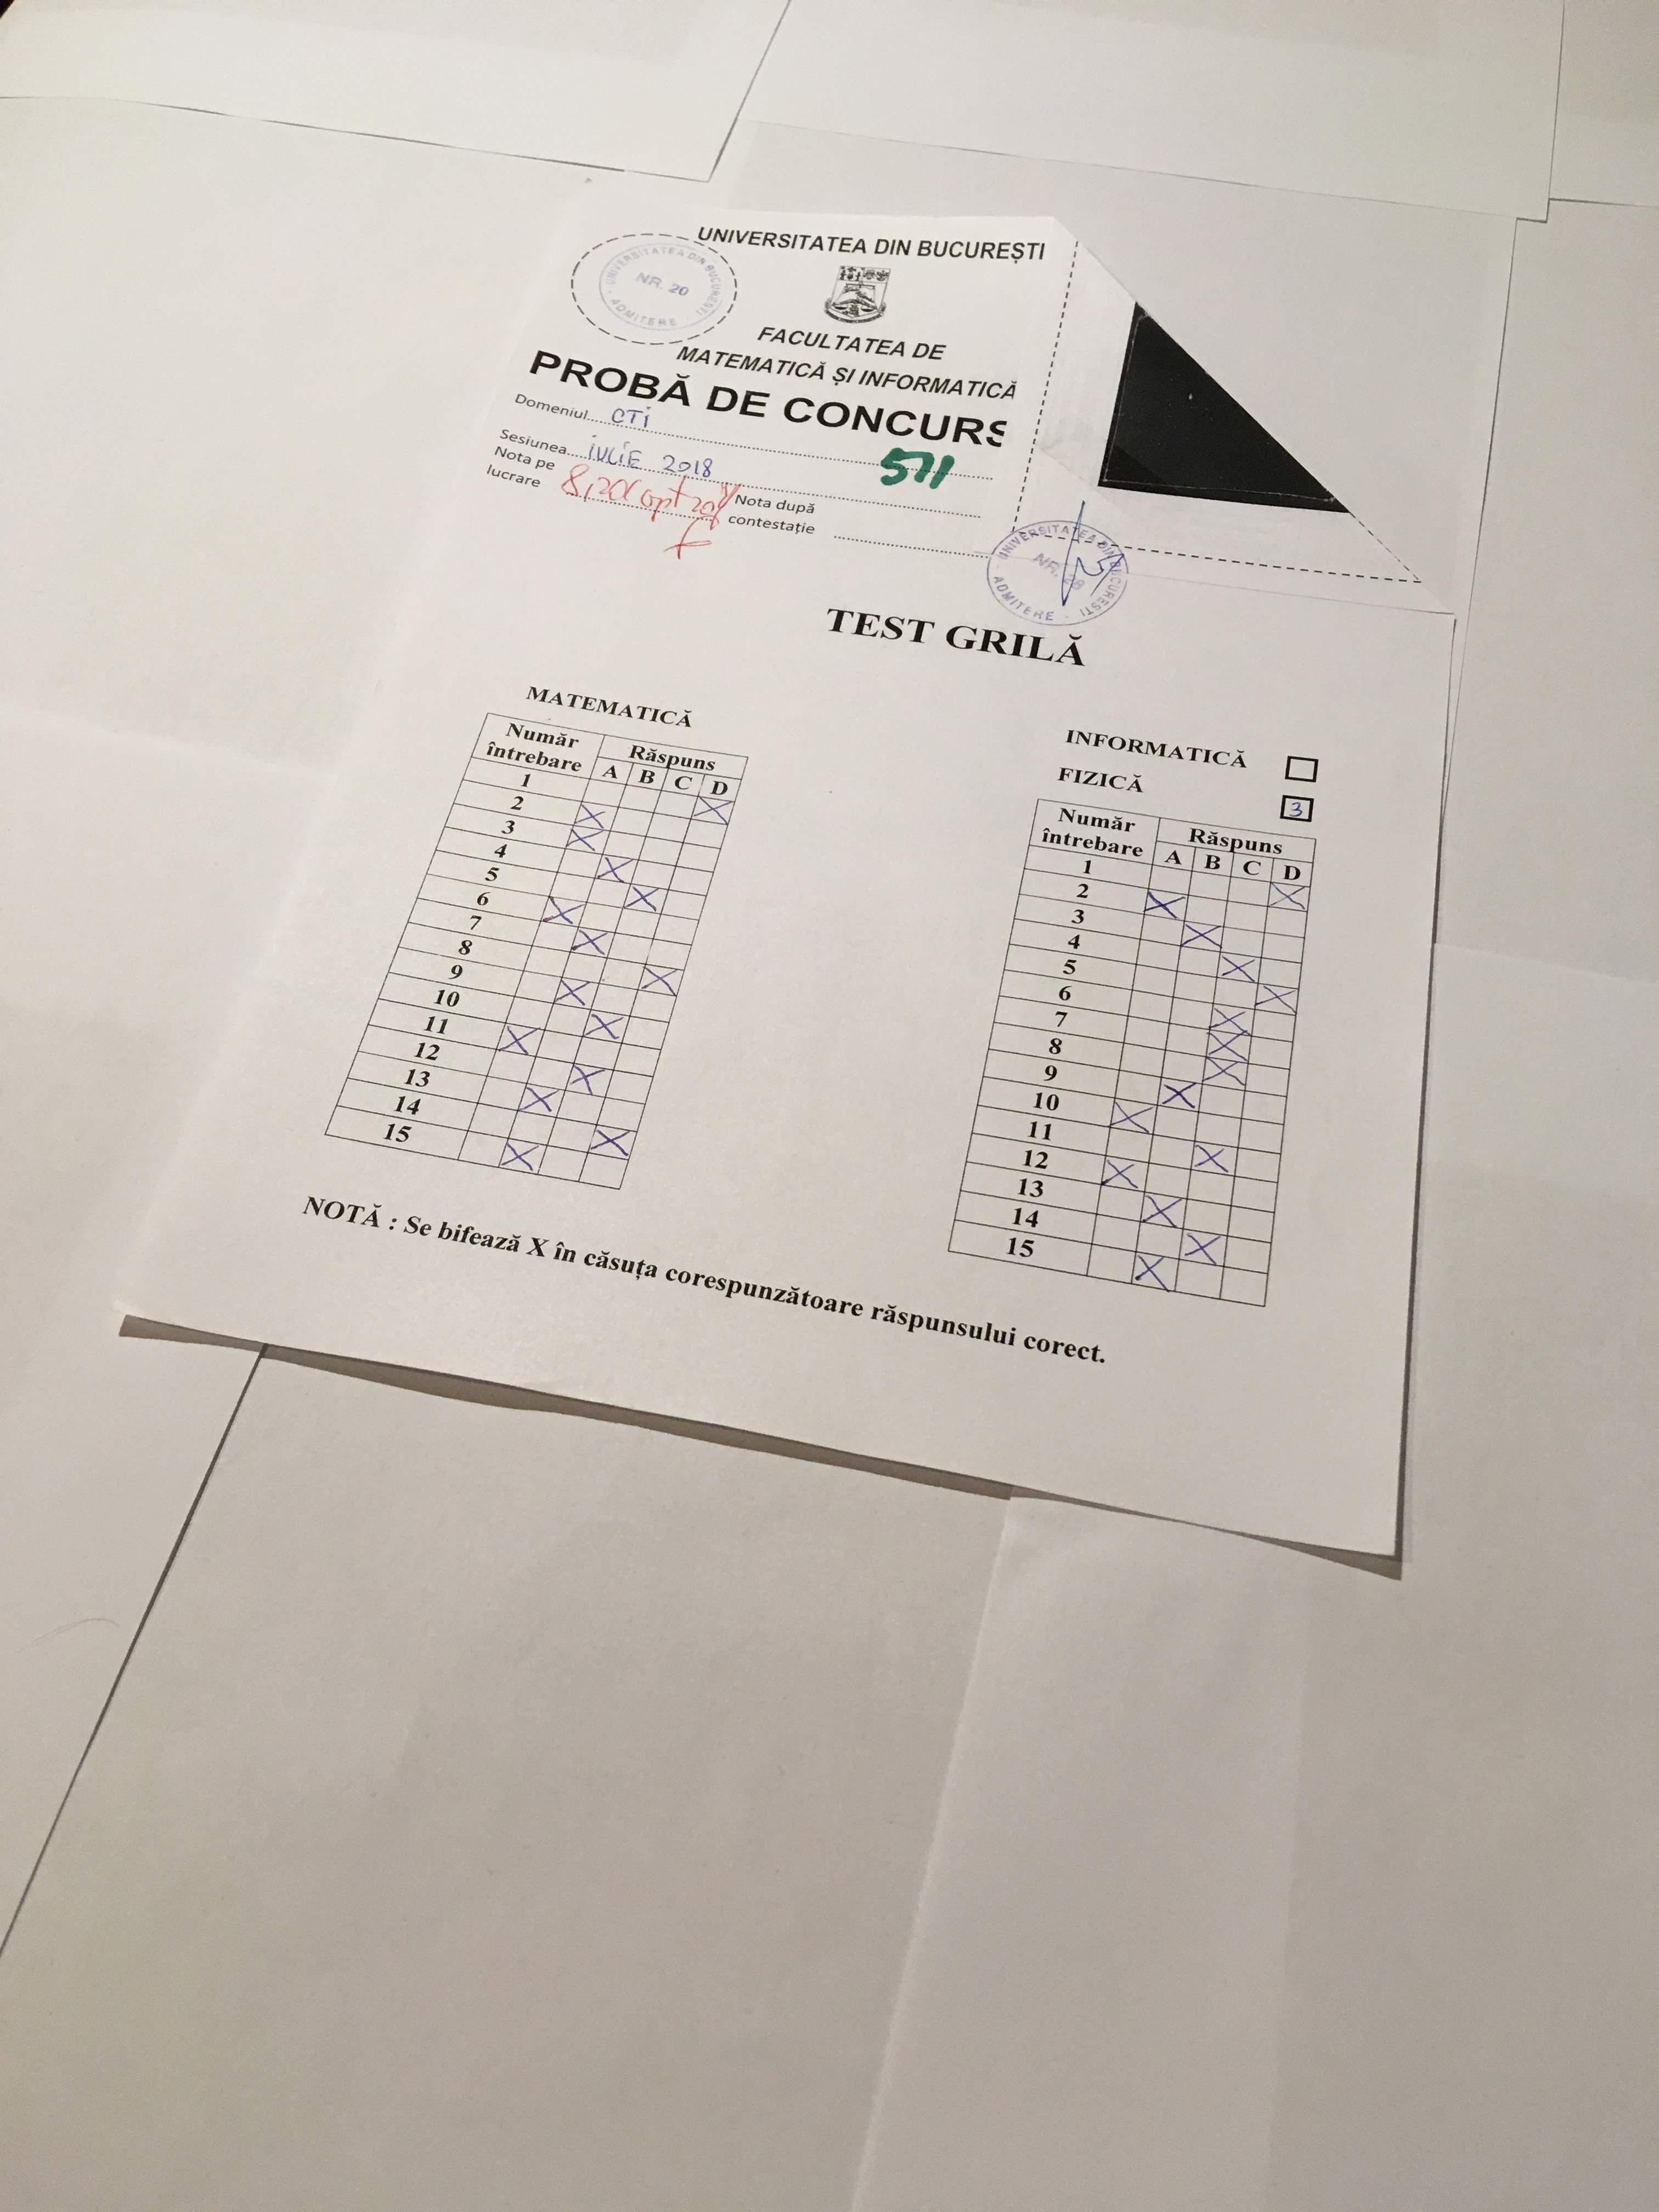 UNIVERSITATEA DIN BUCUREȘTI
UNIVERSITATEA DIN BUCUREȘTI
NR. 20
ADMITERE
FACULTATEA DE
MATEMATICĂ ȘI INFORMATICĂ
PROBĂ DE CONCURS
Domeniul.... CTi
571
Sesiunea... iulie 2018
Nota pe
lucrare 8,20(opt 20)
Nota după
contestație
UNIVERSITATEA DIN BUCUREȘTI
ADMITERE
TEST GRILĂ
MATEMATICĂ
Număr
întrebare
Răspuns
A B C D
1 X
2 X
3 X
4 X
5 X
6 X
7 X
8 X
9 X
10 X
11 X
12 X
13 X
14 X
15 X
INFORMATICĂ
FIZICĂ 3
Număr
întrebare
Răspuns
A B C D
1 X
2 X
3 X
4 X
5 X
6 X
7 X
8 X
9 X
10 X
11 X
12 X
13 X
14 X
15 X
NOTĂ : Se bifează X în căsuța corespunzătoare răspunsului corect.